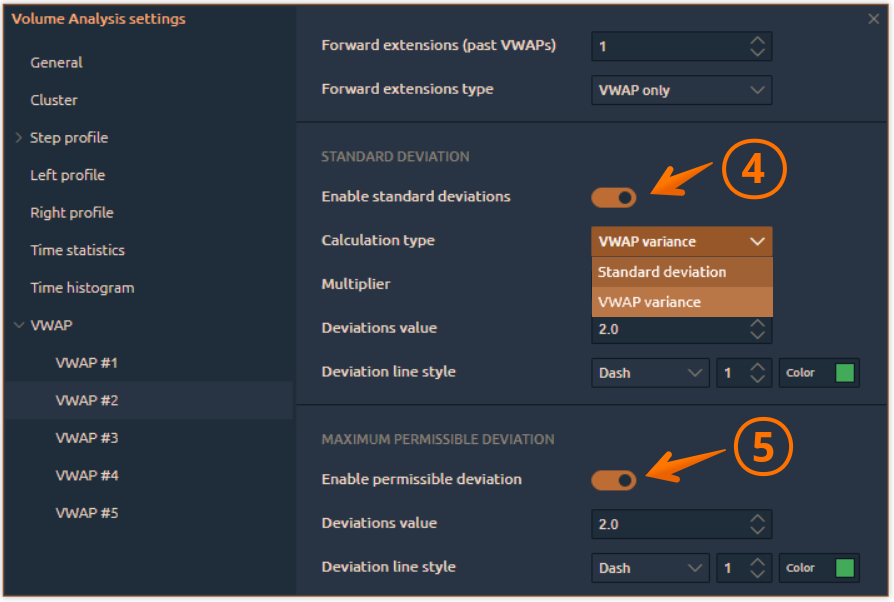 Volume Analysis settings
General
Cluster
Step profile
Left profile
Right profile
Time statistics
Time histogram
VWAP
VWAP #1
VWAP #2
VWAP #3
VWAP #4
VWAP #5
Forward extensions (past VWAPs) 1
Forward extensions type VWAP only
STANDARD DEVIATION
Enable standard deviations 4
Calculation type VWAP variance
Standard deviation
Multiplier
VWAP variance
Deviations value 2.0
Deviation line style Dash 1 Color
MAXIMUM PERMISSIBLE DEVIATION
Enable permissible deviation 5
Deviations value 2.0
Deviation line style Dash 1 Color